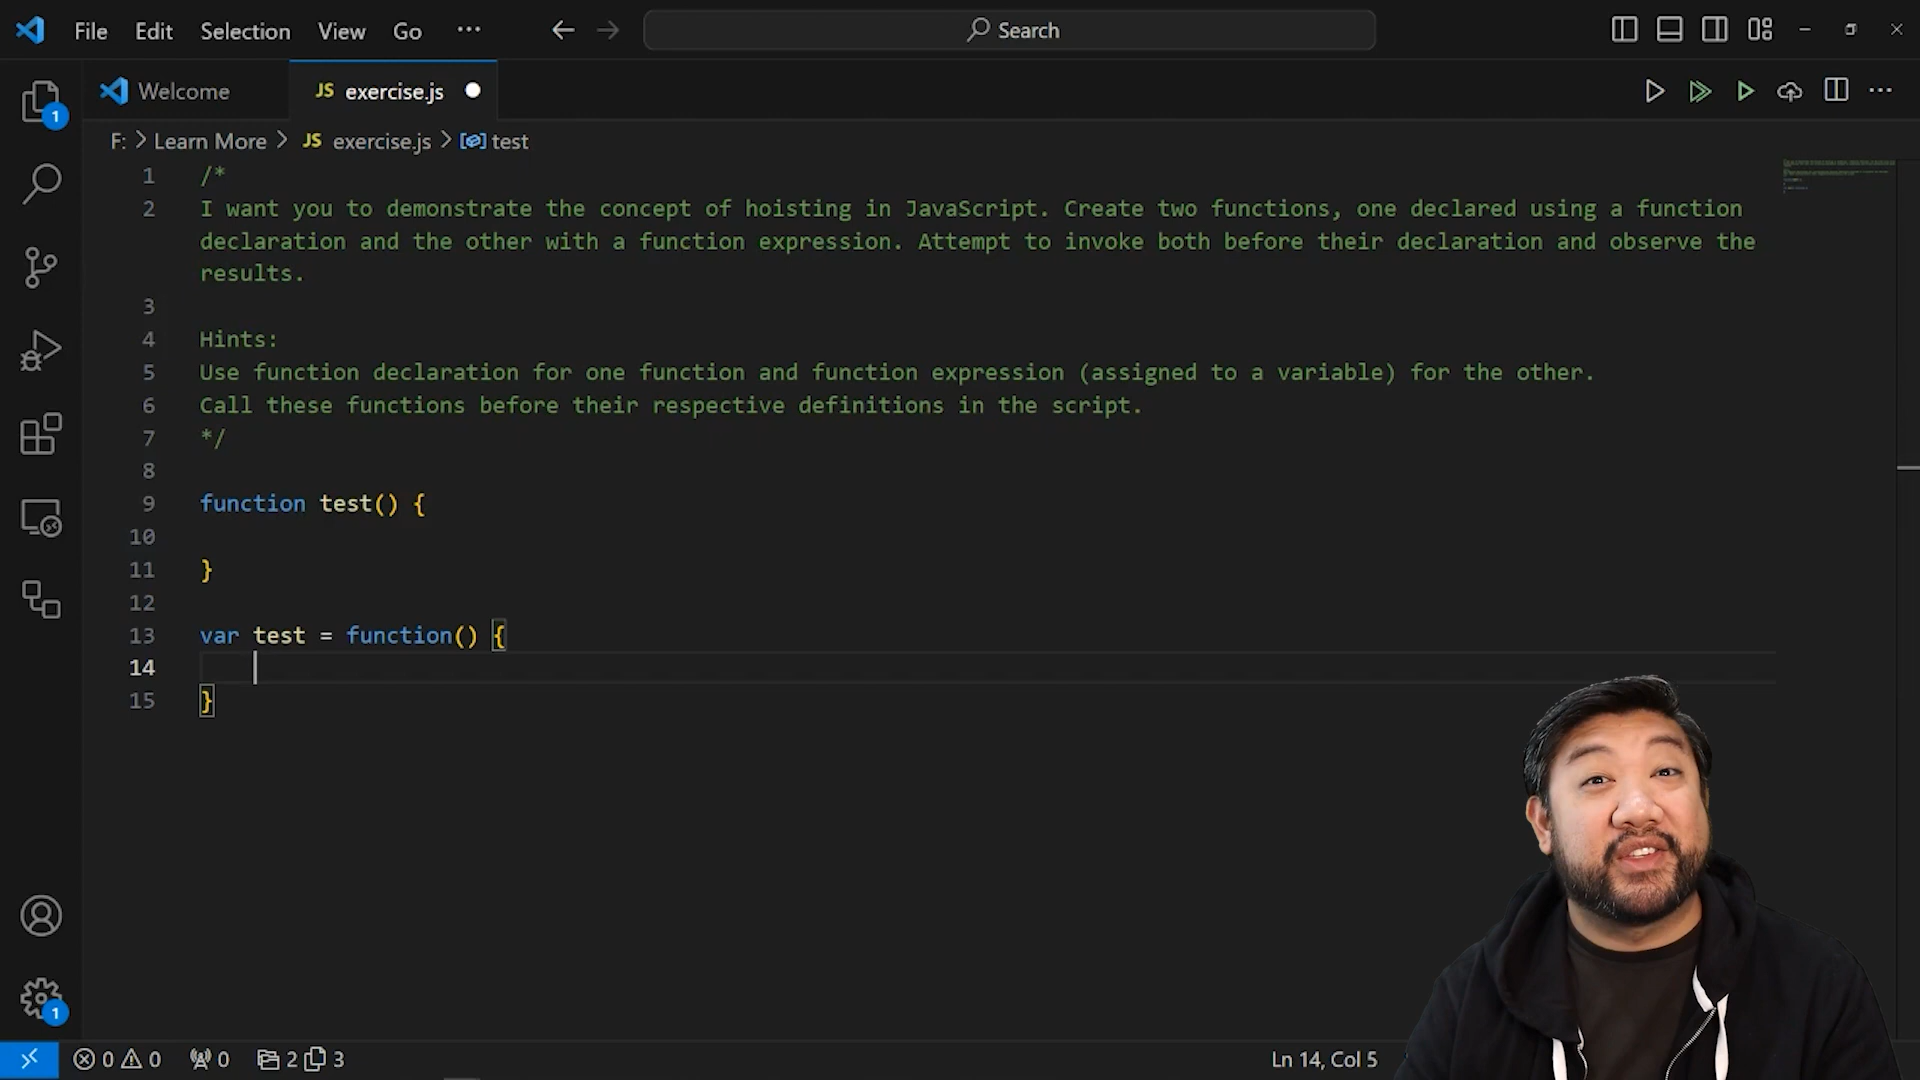 File Edit Selection View Go ··· Search
Welcome JS exercise.js
F: > Learn More > JS exercise.js > test
1 /*
2 I want you to demonstrate the concept of hoisting in JavaScript. Create two functions, one declared using a function
declaration and the other with a function expression. Attempt to invoke both before their declaration and observe the
results.
3
4 Hints:
5 Use function declaration for one function and function expression (assigned to a variable) for the other.
6 Call these functions before their respective definitions in the script.
7 */
8
9 function test() {
10
11 }
12
13 var test = function() {
14
15 }
1
1
0 0 0 2 3 Ln 14, Col 5